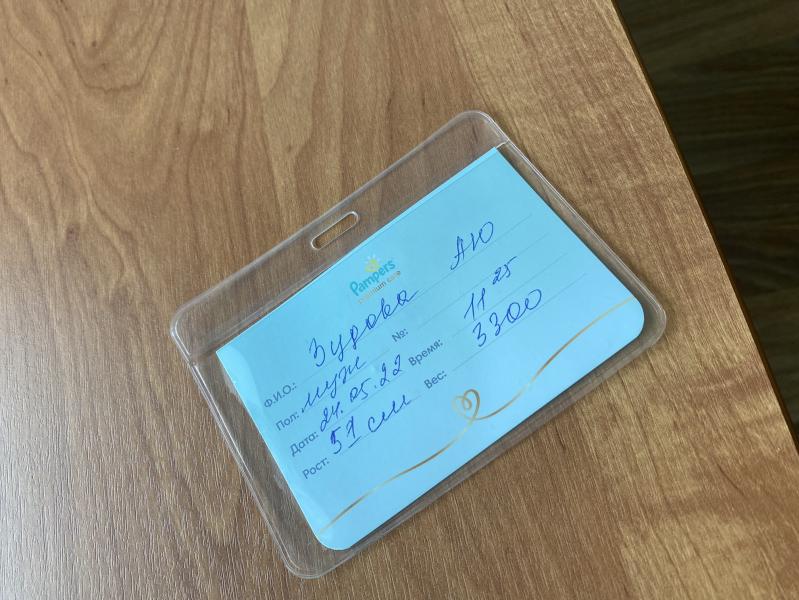 Pampers
premium care
Ф.И.О.: Зудова АЮ
Пол: муж №:
Дата: 24.05.22 Время: 11 25
Рост: 51 см Вес: 3300